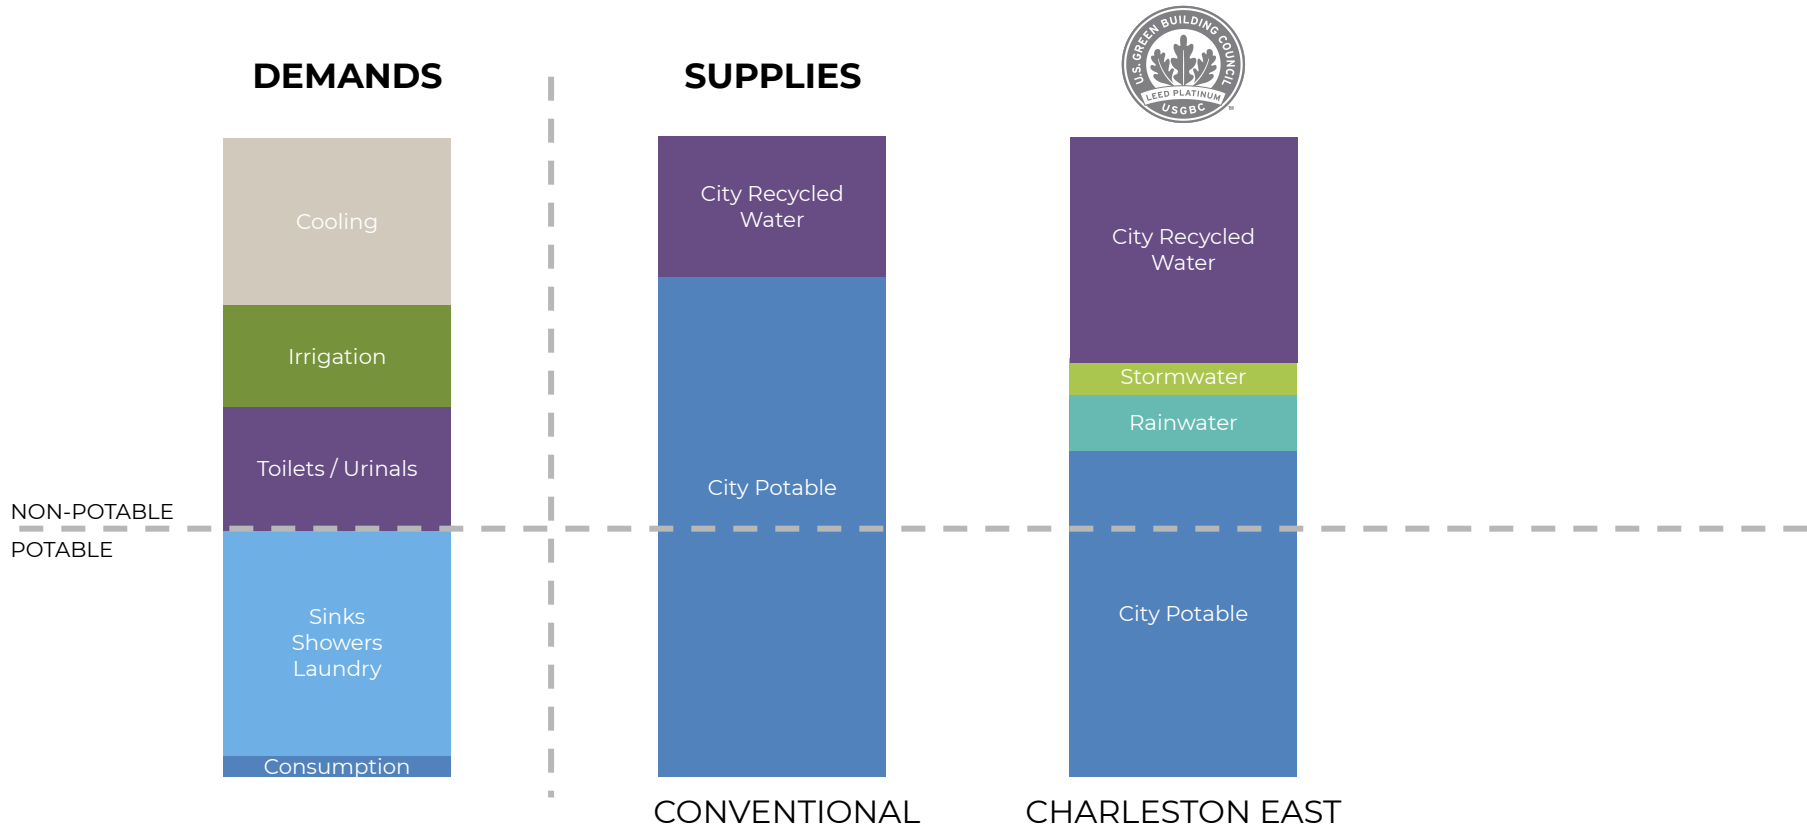 DEMANDS
SUPPLIES
U.S. GREEN BUILDING COUNCIL
LEED PLATINUM
USGBC
Cooling
Irrigation
Toilets / Urinals
NON-POTABLE
POTABLE
Sinks
Showers
Laundry
Consumption
City Recycled
Water
City Potable
CONVENTIONAL
City Recycled
Water
Stormwater
Rainwater
City Potable
CHARLESTON EAST